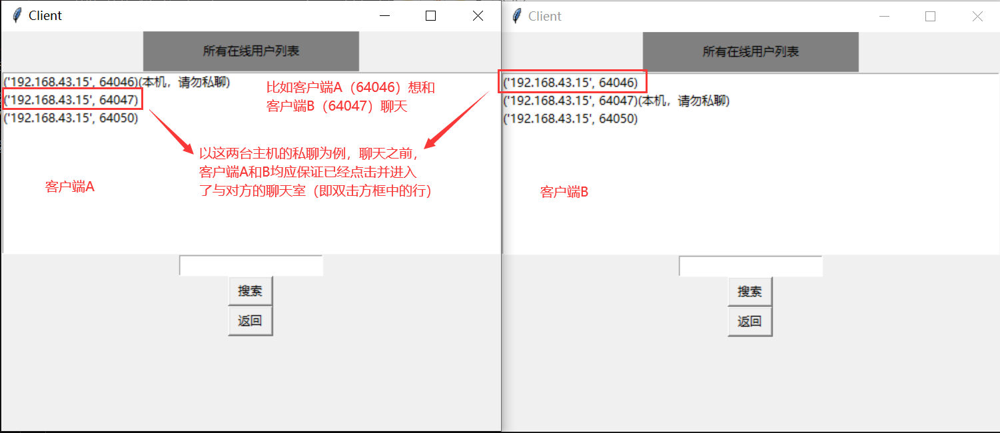 Client
所有在线用户列表
('192.168.43.15', 64046)(本机，请勿私聊)
('192.168.43.15', 64047)
('192.168.43.15', 64050)
比如客户端A（64046）想和
客户端B（64047）聊天
以这两台主机的私聊为例，聊天之前，
客户端A和B均应保证已经点击并进入
了与对方的聊天室（即双击方框中的行）
客户端A
搜索
返回
Client
所有在线用户列表
('192.168.43.15', 64046)
('192.168.43.15', 64047)(本机，请勿私聊)
('192.168.43.15', 64050)
客户端B
搜索
返回